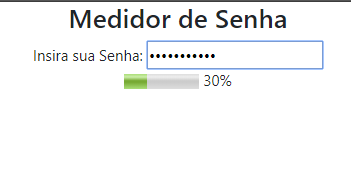 Medidor de Senha
Insira sua Senha: •••••••••••
30%